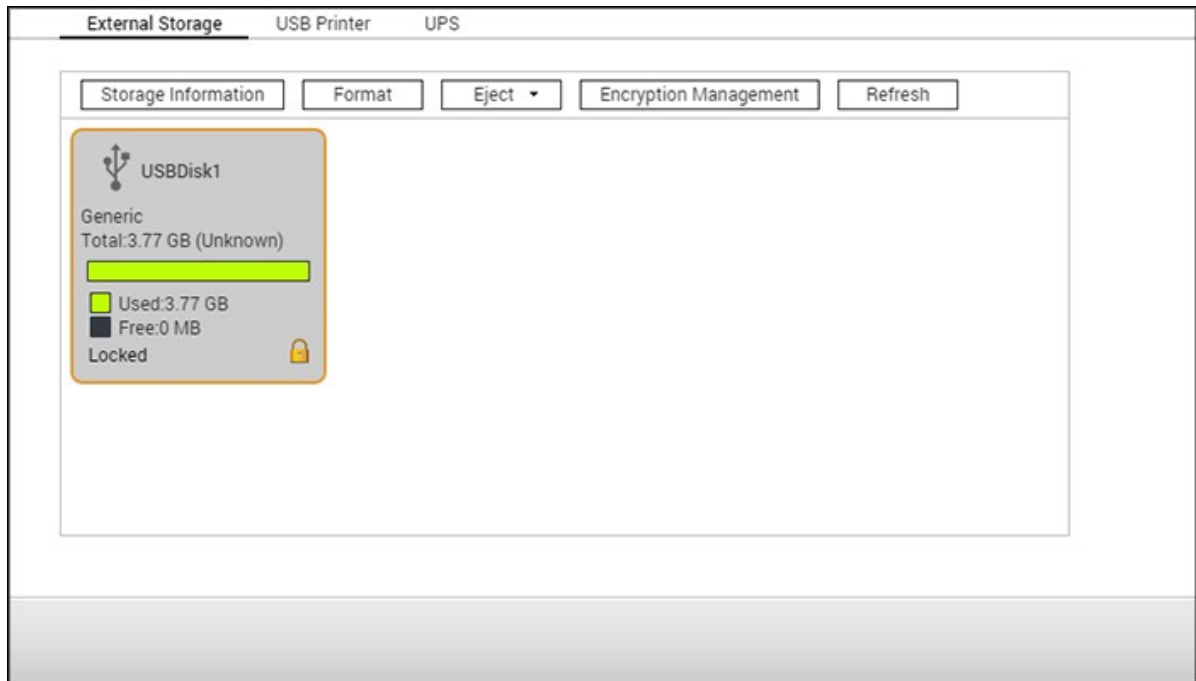 External Storage USB Printer UPS
Storage Information Format Eject Encryption Management Refresh
USBDisk1
Generic
Total:3.77 GB (Unknown)
Used:3.77 GB
Free:0 MB
Locked